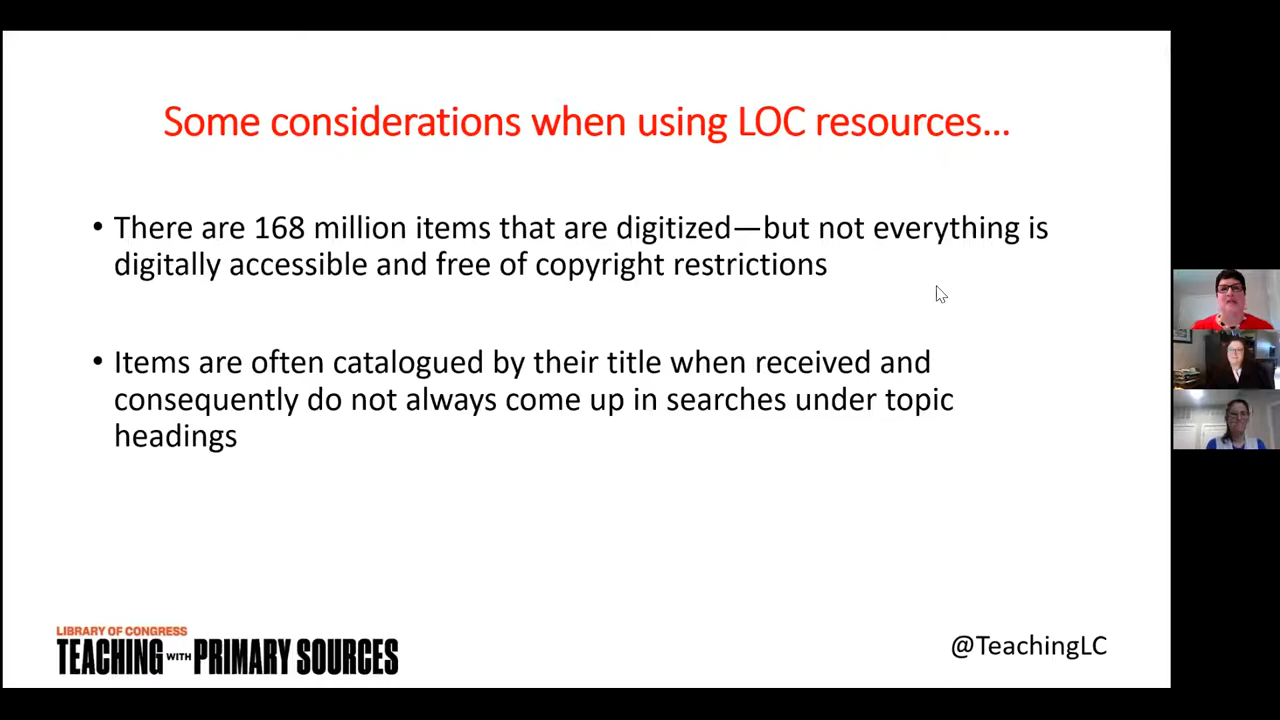 Some considerations when using LOC resources...
• There are 168 million items that are digitized—but not everything is
digitally accessible and free of copyright restrictions
• Items are often catalogued by their title when received and
consequently do not always come up in searches under topic
headings
LIBRARY OF CONGRESS
TEACHING WITH PRIMARY SOURCES
@TeachingLC